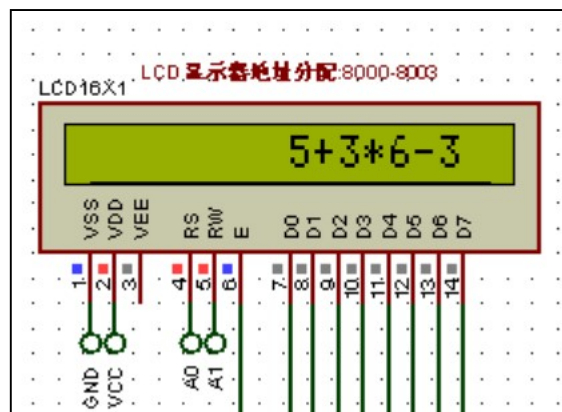 LCD显示器地址分配:8000-8003
LCD16X1
5+3*6-3
VSS VDD VEE RS RW E D0 D1 D2 D3 D4 D5 D6 D7
1 2 3 4 5 6 7 8 9 10 11 12 13 14
GND VCC A0 A1